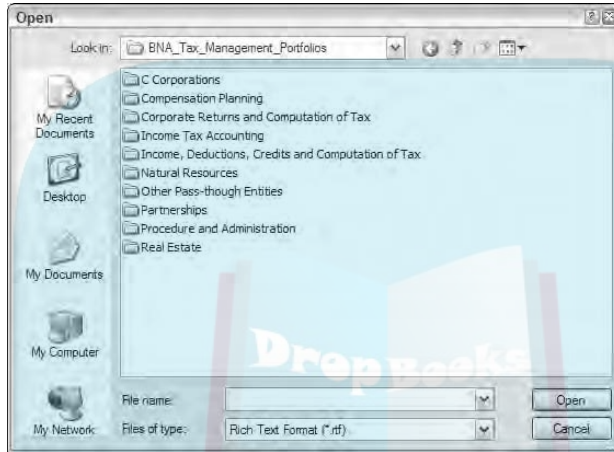 Open
Look in: BNA_Tax_Management_Portfolios
C Corporations
Compensation Planning
Corporate Returns and Computation of Tax
Income Tax Accounting
Income, Deductions, Credits and Computation of Tax
Natural Resources
Other Pass-though Entities
Partnerships
Procedure and Administration
Real Estate
My Recent
Documents
Desktop
My Documents
My Computer
My Network
DropBooks
File name:
Open
Files of type: Rich Text Format (*.rtf)
Cancel